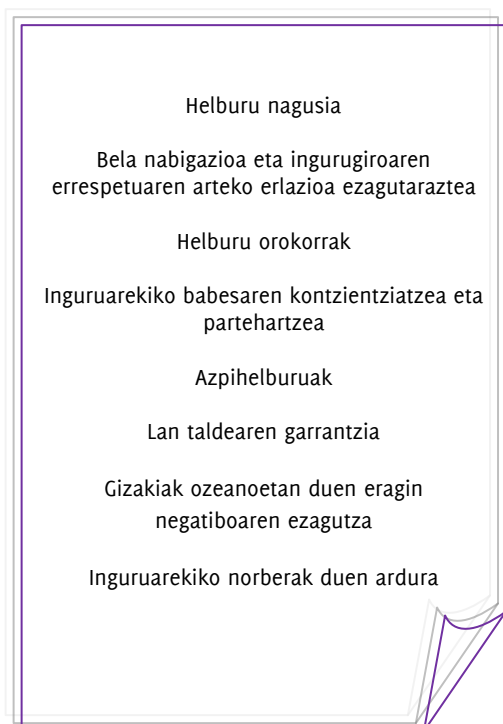 Helburu nagusia
Bela nabigazioa eta ingurugiroaren
errespetuaren arteko erlazioa ezagutaraztea
Helburu orokorrak
Inguruarekiko babesaren kontzientziatzea eta
partehartzea
Azpihelburuak
Lan taldearen garrantzia
Gizakiak ozeanoetan duen eragin
negatiboaren ezagutza
Inguruarekiko norberak duen ardura